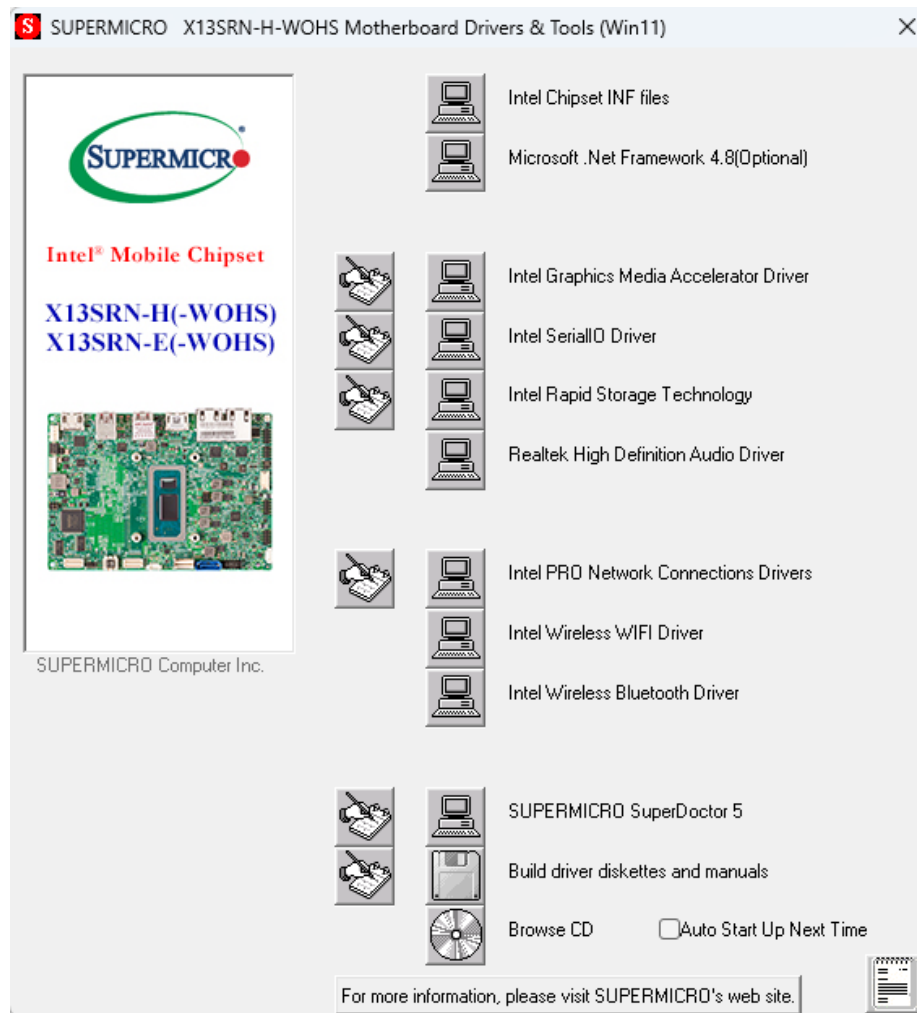 S SUPERMICRO X13SRN-H-WOHS Motherboard Drivers & Tools (Win11)
SUPERMICR
Intel® Mobile Chipset
X13SRN-H(-WOHS)
X13SRN-E(-WOHS)
SUPERMICRO Computer Inc.
Intel Chipset INF files
Microsoft .Net Framework 4.8(Optional)
Intel Graphics Media Accelerator Driver
Intel SerialIO Driver
Intel Rapid Storage Technology
Realtek High Definition Audio Driver
Intel PRO Network Connections Drivers
Intel Wireless WIFI Driver
Intel Wireless Bluetooth Driver
SUPERMICRO SuperDoctor 5
Build driver diskettes and manuals
Browse CD Auto Start Up Next Time
For more information, please visit SUPERMICRO's web site.